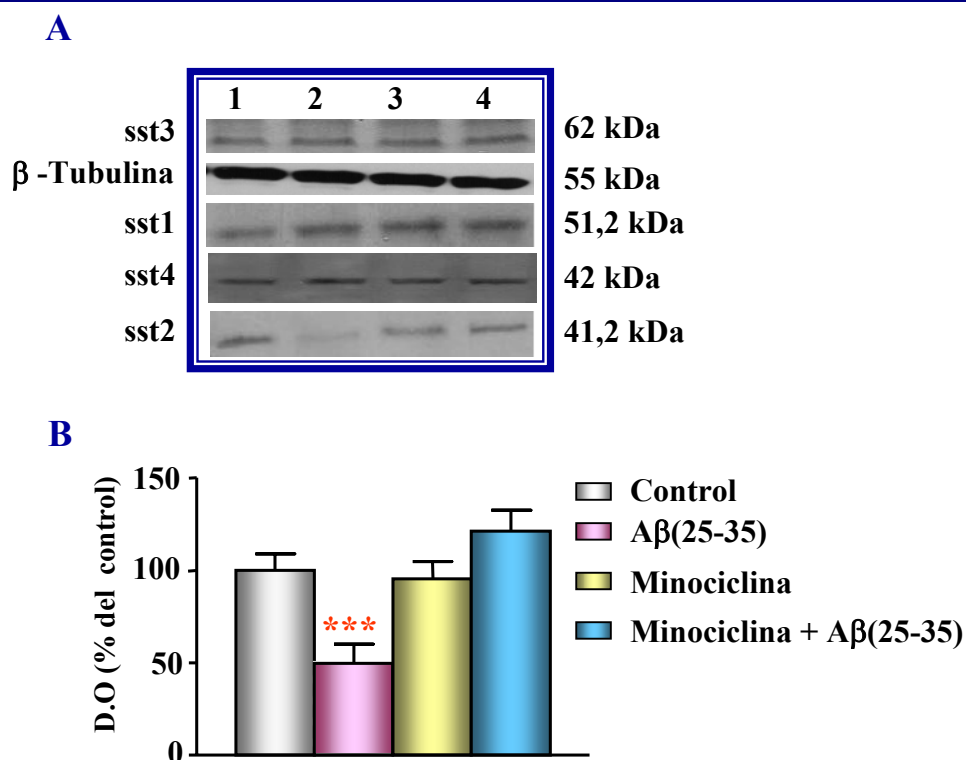 A
1 2 3 4
sst3 62 kDa
β -Tubulina 55 kDa
sst1 51,2 kDa
sst4 42 kDa
sst2 41,2 kDa
B
D.O (% del control)
150
100
50
0
***
Control
Aβ(25-35)
Minociclina
Minociclina + Aβ(25-35)